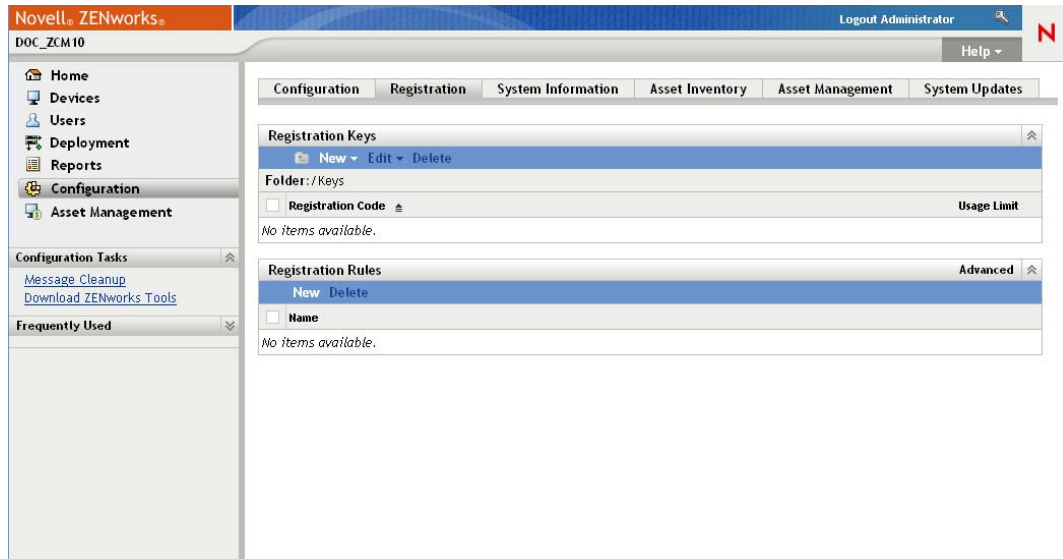 Novell® ZENworks®
Logout Administrator
N
DOC_ZCM10
Help
Home
Devices
Users
Deployment
Reports
Configuration
Asset Management
Configuration Tasks
Message Cleanup
Download ZENworks Tools
Frequently Used
Configuration Registration System Information Asset Inventory Asset Management System Updates
Registration Keys
New Edit Delete
Folder: /Keys
Registration Code Usage Limit
No items available.
Registration Rules Advanced
New Delete
Name
No items available.